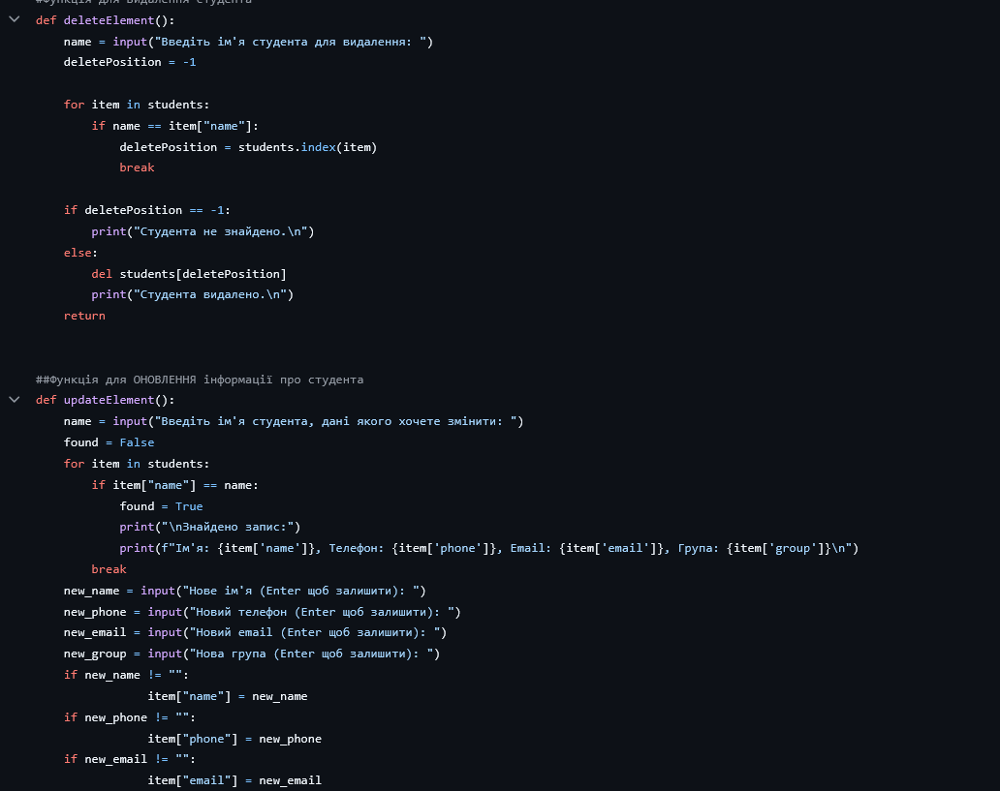 #Функція для видалення студента
def deleteElement():
    name = input("Введіть ім'я студента для видалення: ")
    deletePosition = -1

    for item in students:
        if name == item["name"]:
            deletePosition = students.index(item)
            break

    if deletePosition == -1:
        print("Студента не знайдено.\n")
    else:
        del students[deletePosition]
        print("Студента видалено.\n")
    return


##Функція для ОНОВЛЕННЯ інформації про студента
def updateElement():
    name = input("Введіть ім'я студента, дані якого хочете змінити: ")
    found = False
    for item in students:
        if item["name"] == name:
            found = True
            print("\nЗнайдено запис:")
            print(f"Ім'я: {item['name']}, Телефон: {item['phone']}, Email: {item['email']}, Група: {item['group']}\n")
        break
    new_name = input("Нове ім'я (Enter щоб залишити): ")
    new_phone = input("Новий телефон (Enter щоб залишити): ")
    new_email = input("Новий email (Enter щоб залишити): ")
    new_group = input("Нова група (Enter щоб залишити): ")
    if new_name != "":
                item["name"] = new_name
    if new_phone != "":
                item["phone"] = new_phone
    if new_email != "":
                item["email"] = new_email